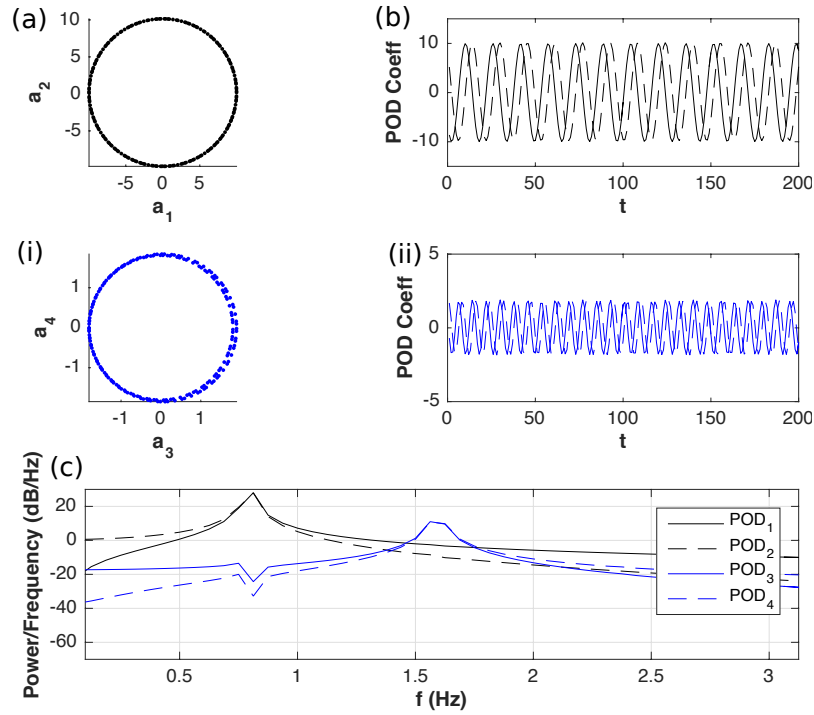 (a)
10
5
0
-5
a2
-5 0 5
a1
(b)
10
0
-10
POD Coeff
0 50 100 150 200
t
(i)
1
0
-1
a4
-1 0 1
a3
(ii)
5
0
-5
POD Coeff
0 50 100 150 200
t
(c)
20
0
-20
-40
-60
Power/Frequency (dB/Hz)
0.5 1 1.5 2 2.5 3
f (Hz)
POD1
POD2
POD3
POD4